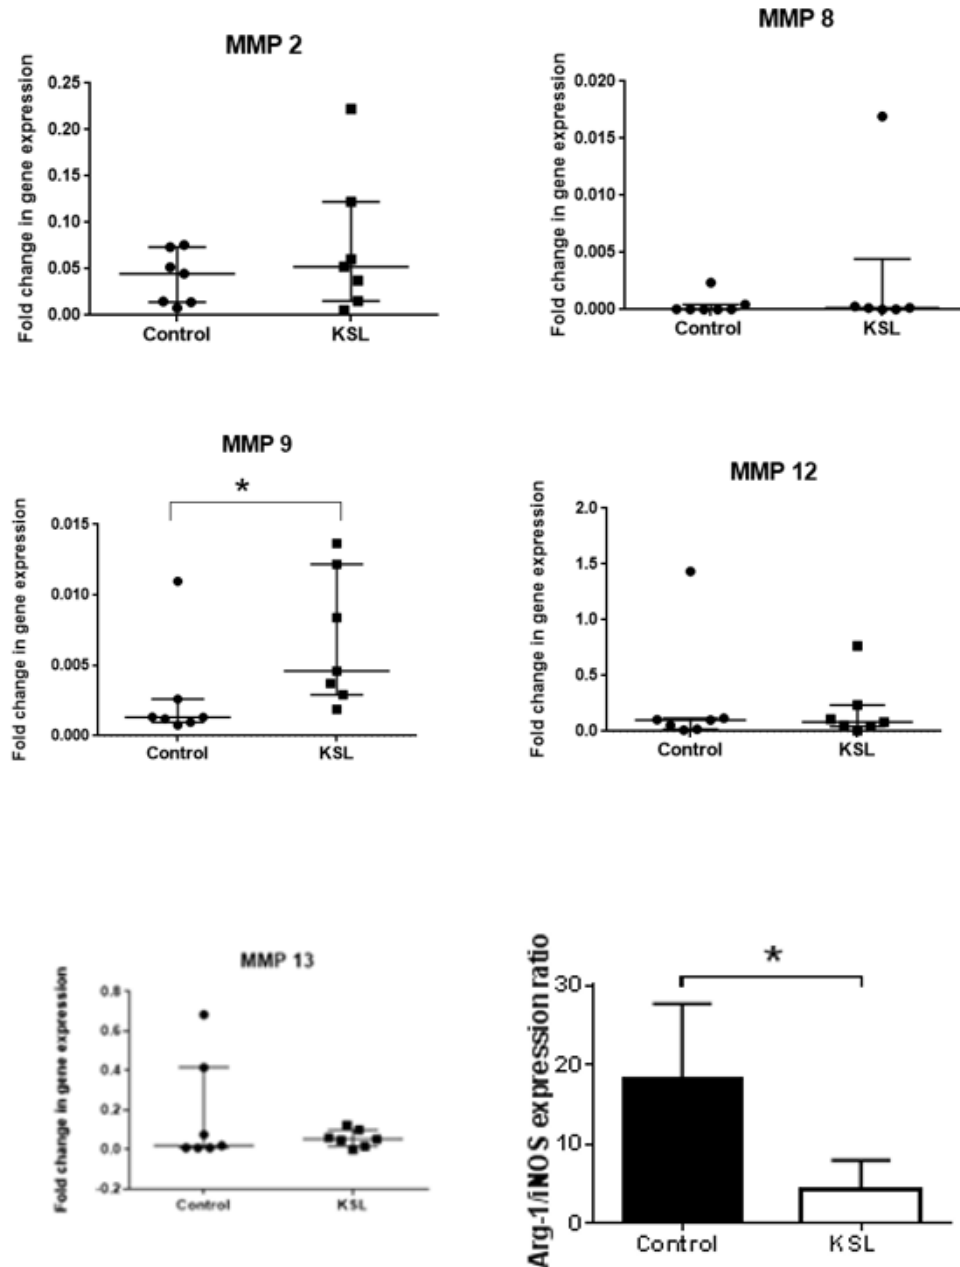 MMP 2
Fold change in gene expression
0.25
0.20
0.15
0.10
0.05
0.00
Control KSL
MMP 8
Fold change in gene expression
0.020
0.015
0.010
0.005
0.000
Control KSL
MMP 9
*
Fold change in gene expression
0.015
0.010
0.005
0.000
Control KSL
MMP 12
Fold change in gene expression
2.0
1.5
1.0
0.5
0.0
Control KSL
MMP 13
Fold change in gene expression
0.8
0.6
0.4
0.2
0.0
-0.2
Control KSL
*
Arg-1/iNOS expression ratio
30
20
10
0
Control KSL